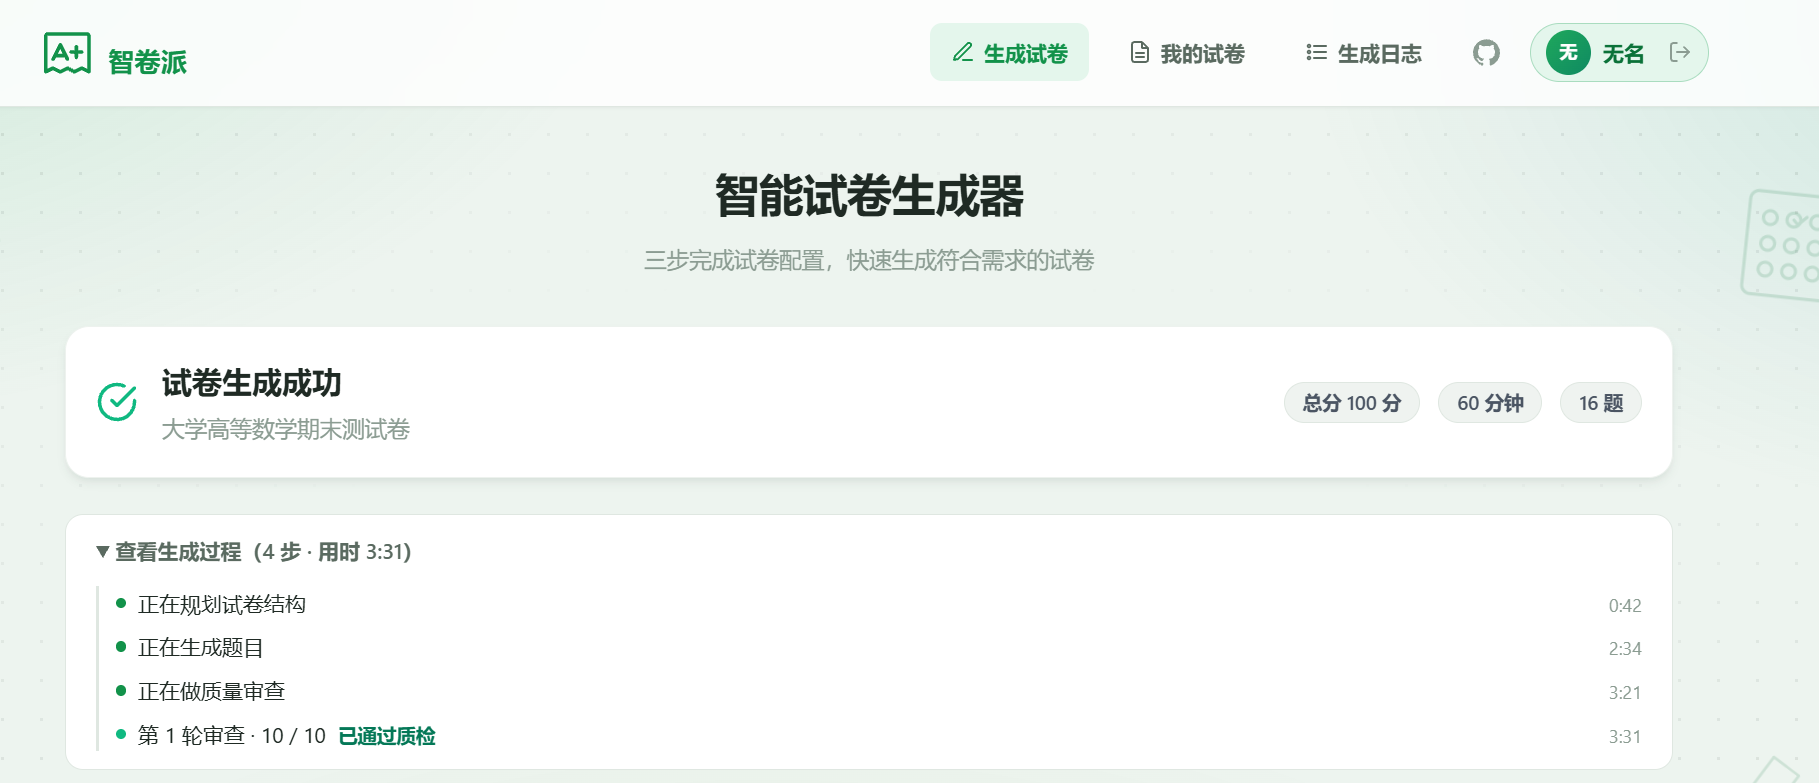 A+ 智卷派
生成试卷
我的试卷
生成日志
无 无名
智能试卷生成器
三步完成试卷配置，快速生成符合需求的试卷
试卷生成成功
大学高等数学期末测试卷
总分 100 分
60 分钟
16 题
▼查看生成过程（4 步 · 用时 3:31）
正在规划试卷结构 0:42
正在生成题目 2:34
正在做质量审查 3:21
第 1 轮审查 · 10 / 10 已通过质检 3:31